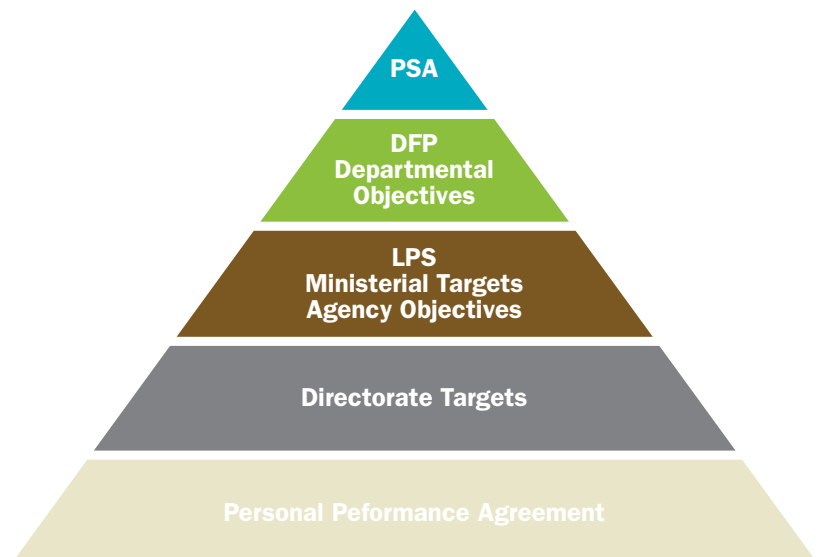 PSA
DFP
Departmental
Objectives
LPS
Ministerial Targets
Agency Objectives
Directorate Targets
Personal Peformance Agreement